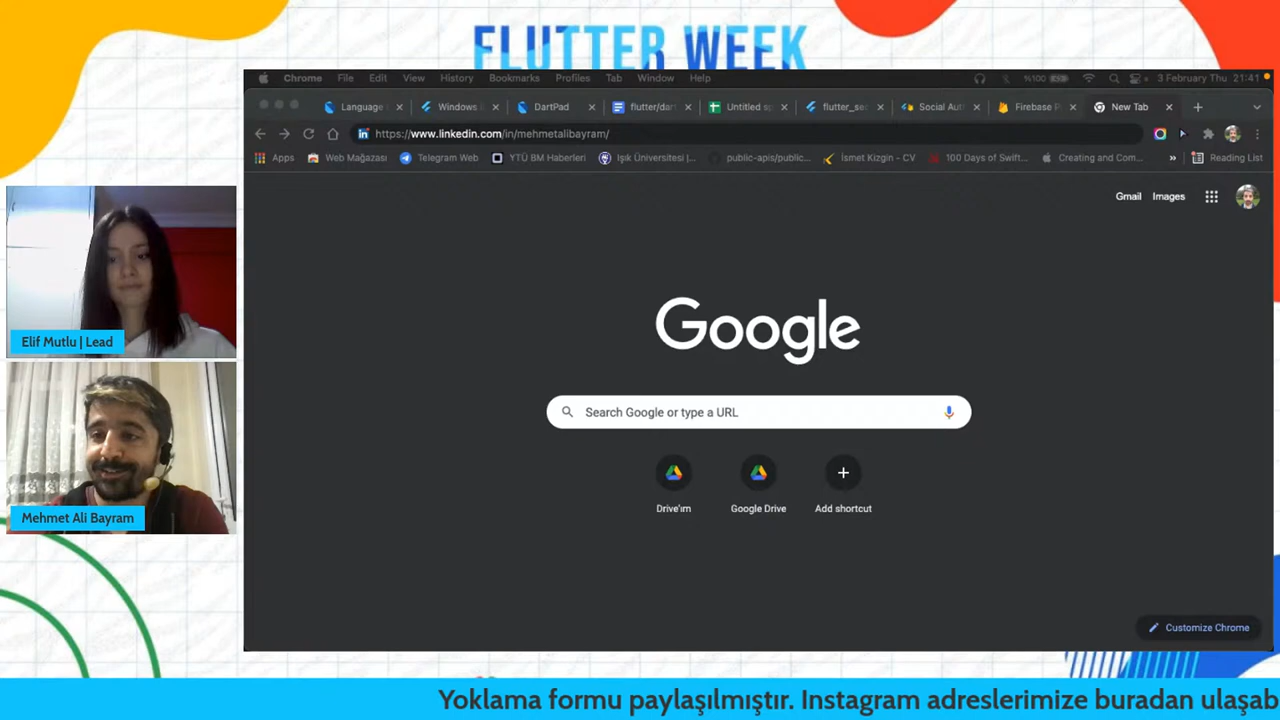 FLUTTER WEEK
Chrome File Edit View History Bookmarks Profiles Tab Window Help %100 3 February Thu 21:41
Language Windows DartPad flutter/dar Untitled sp flutter_se Social Aut Firebase P New Tab
https://www.linkedin.com/in/mehmetalibayram/
Apps Web Mağazası Telegram Web YTÜ BM Haberleri Işık Üniversitesi |... public-apis/public... İsmet Kizgin - CV 100 Days of Swift... Creating and Com... » Reading List
Gmail Images
Google
Search Google or type a URL
Drive'ım Google Drive Add shortcut
Customize Chrome
Elif Mutlu | Lead
Mehmet Ali Bayram
Yoklama formu paylaşılmıştır. Instagram adreslerimize buradan ulaşab